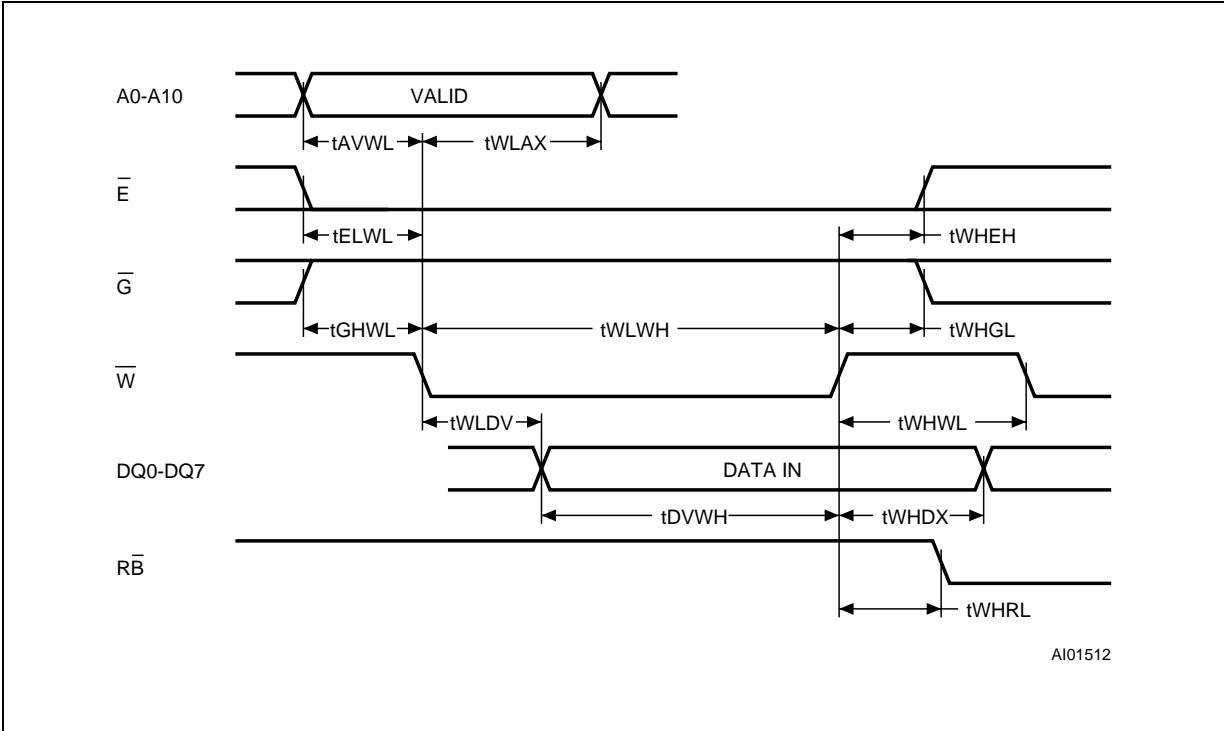 A0-A10
VALID
tAVWL
tWLAX
E̅
tELWL
tWHEH
G̅
tGHWL
tWLWH
tWHGL
W̅
tWLDV
tWHWL
DQ0-DQ7
DATA IN
tDVWH
tWHDX
RB̅
tWHRL
AI01512